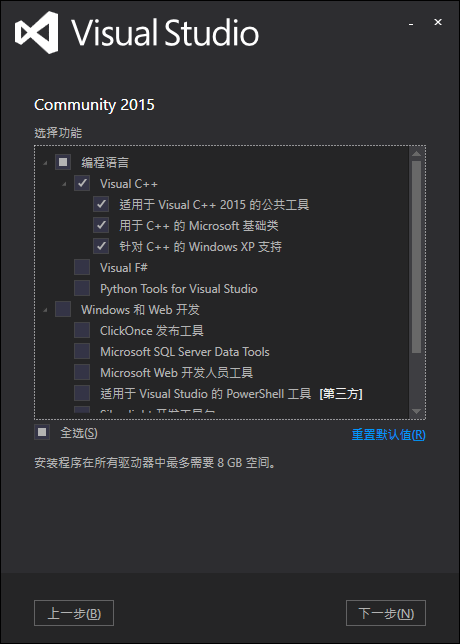 Visual Studio
Community 2015
选择功能
编程语言
Visual C++
适用于 Visual C++ 2015 的公共工具
用于 C++ 的 Microsoft 基础类
针对 C++ 的 Windows XP 支持
Visual F#
Python Tools for Visual Studio
Windows 和 Web 开发
ClickOnce 发布工具
Microsoft SQL Server Data Tools
Microsoft Web 开发人员工具
适用于 Visual Studio 的 PowerShell 工具 [第三方]
全选(S)
重置默认值(R)
安装程序在所有驱动器中最多需要 8 GB 空间。
上一步(B)
下一步(N)